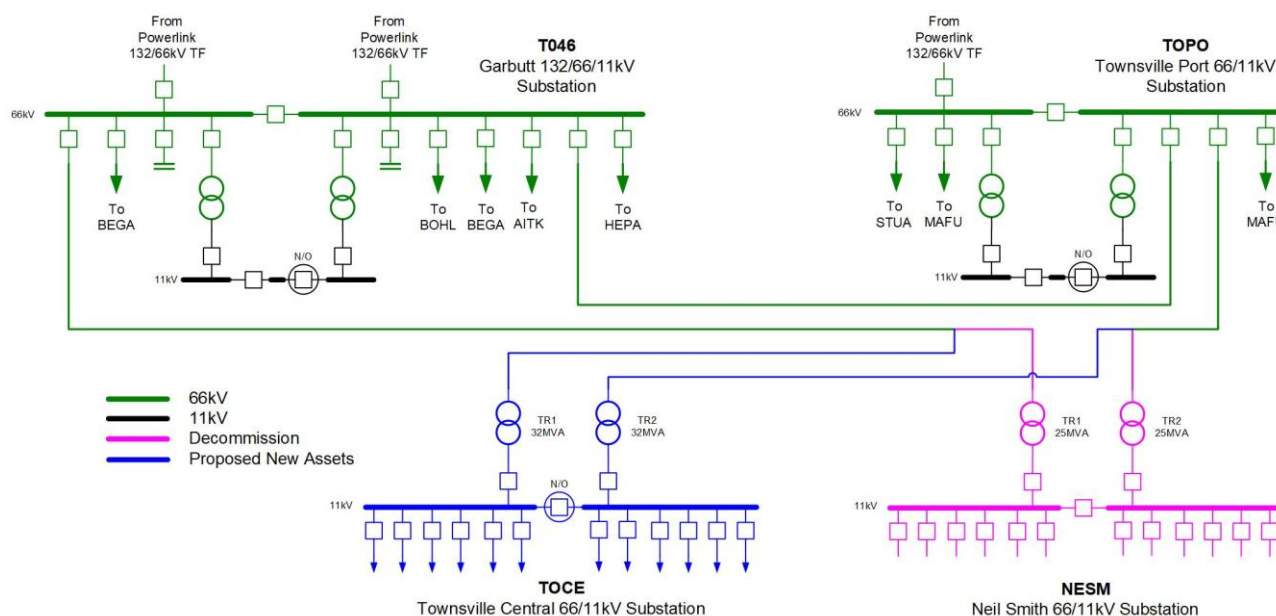 From
Powerlink
132/66kV TF
From
Powerlink
132/66kV TF
T046
Garbutt 132/66/11kV
Substation
From
Powerlink
132/66kV TF
TOPO
Townsville Port 66/11kV
Substation
66kV
66kV
To
BEGA
To
BOHL
To
BEGA
To
AITK
To
HEPA
To
STUA
To
MAFU
To
MAFU
N/O
11kV
N/O
11kV
66kV
11kV
Decommission
Proposed New Assets
TR1
32MVA
TR2
32MVA
TR1
25MVA
TR2
25MVA
N/O
11kV
11kV
TOCE
Townsville Central 66/11kV Substation
NESM
Neil Smith 66/11kV Substation